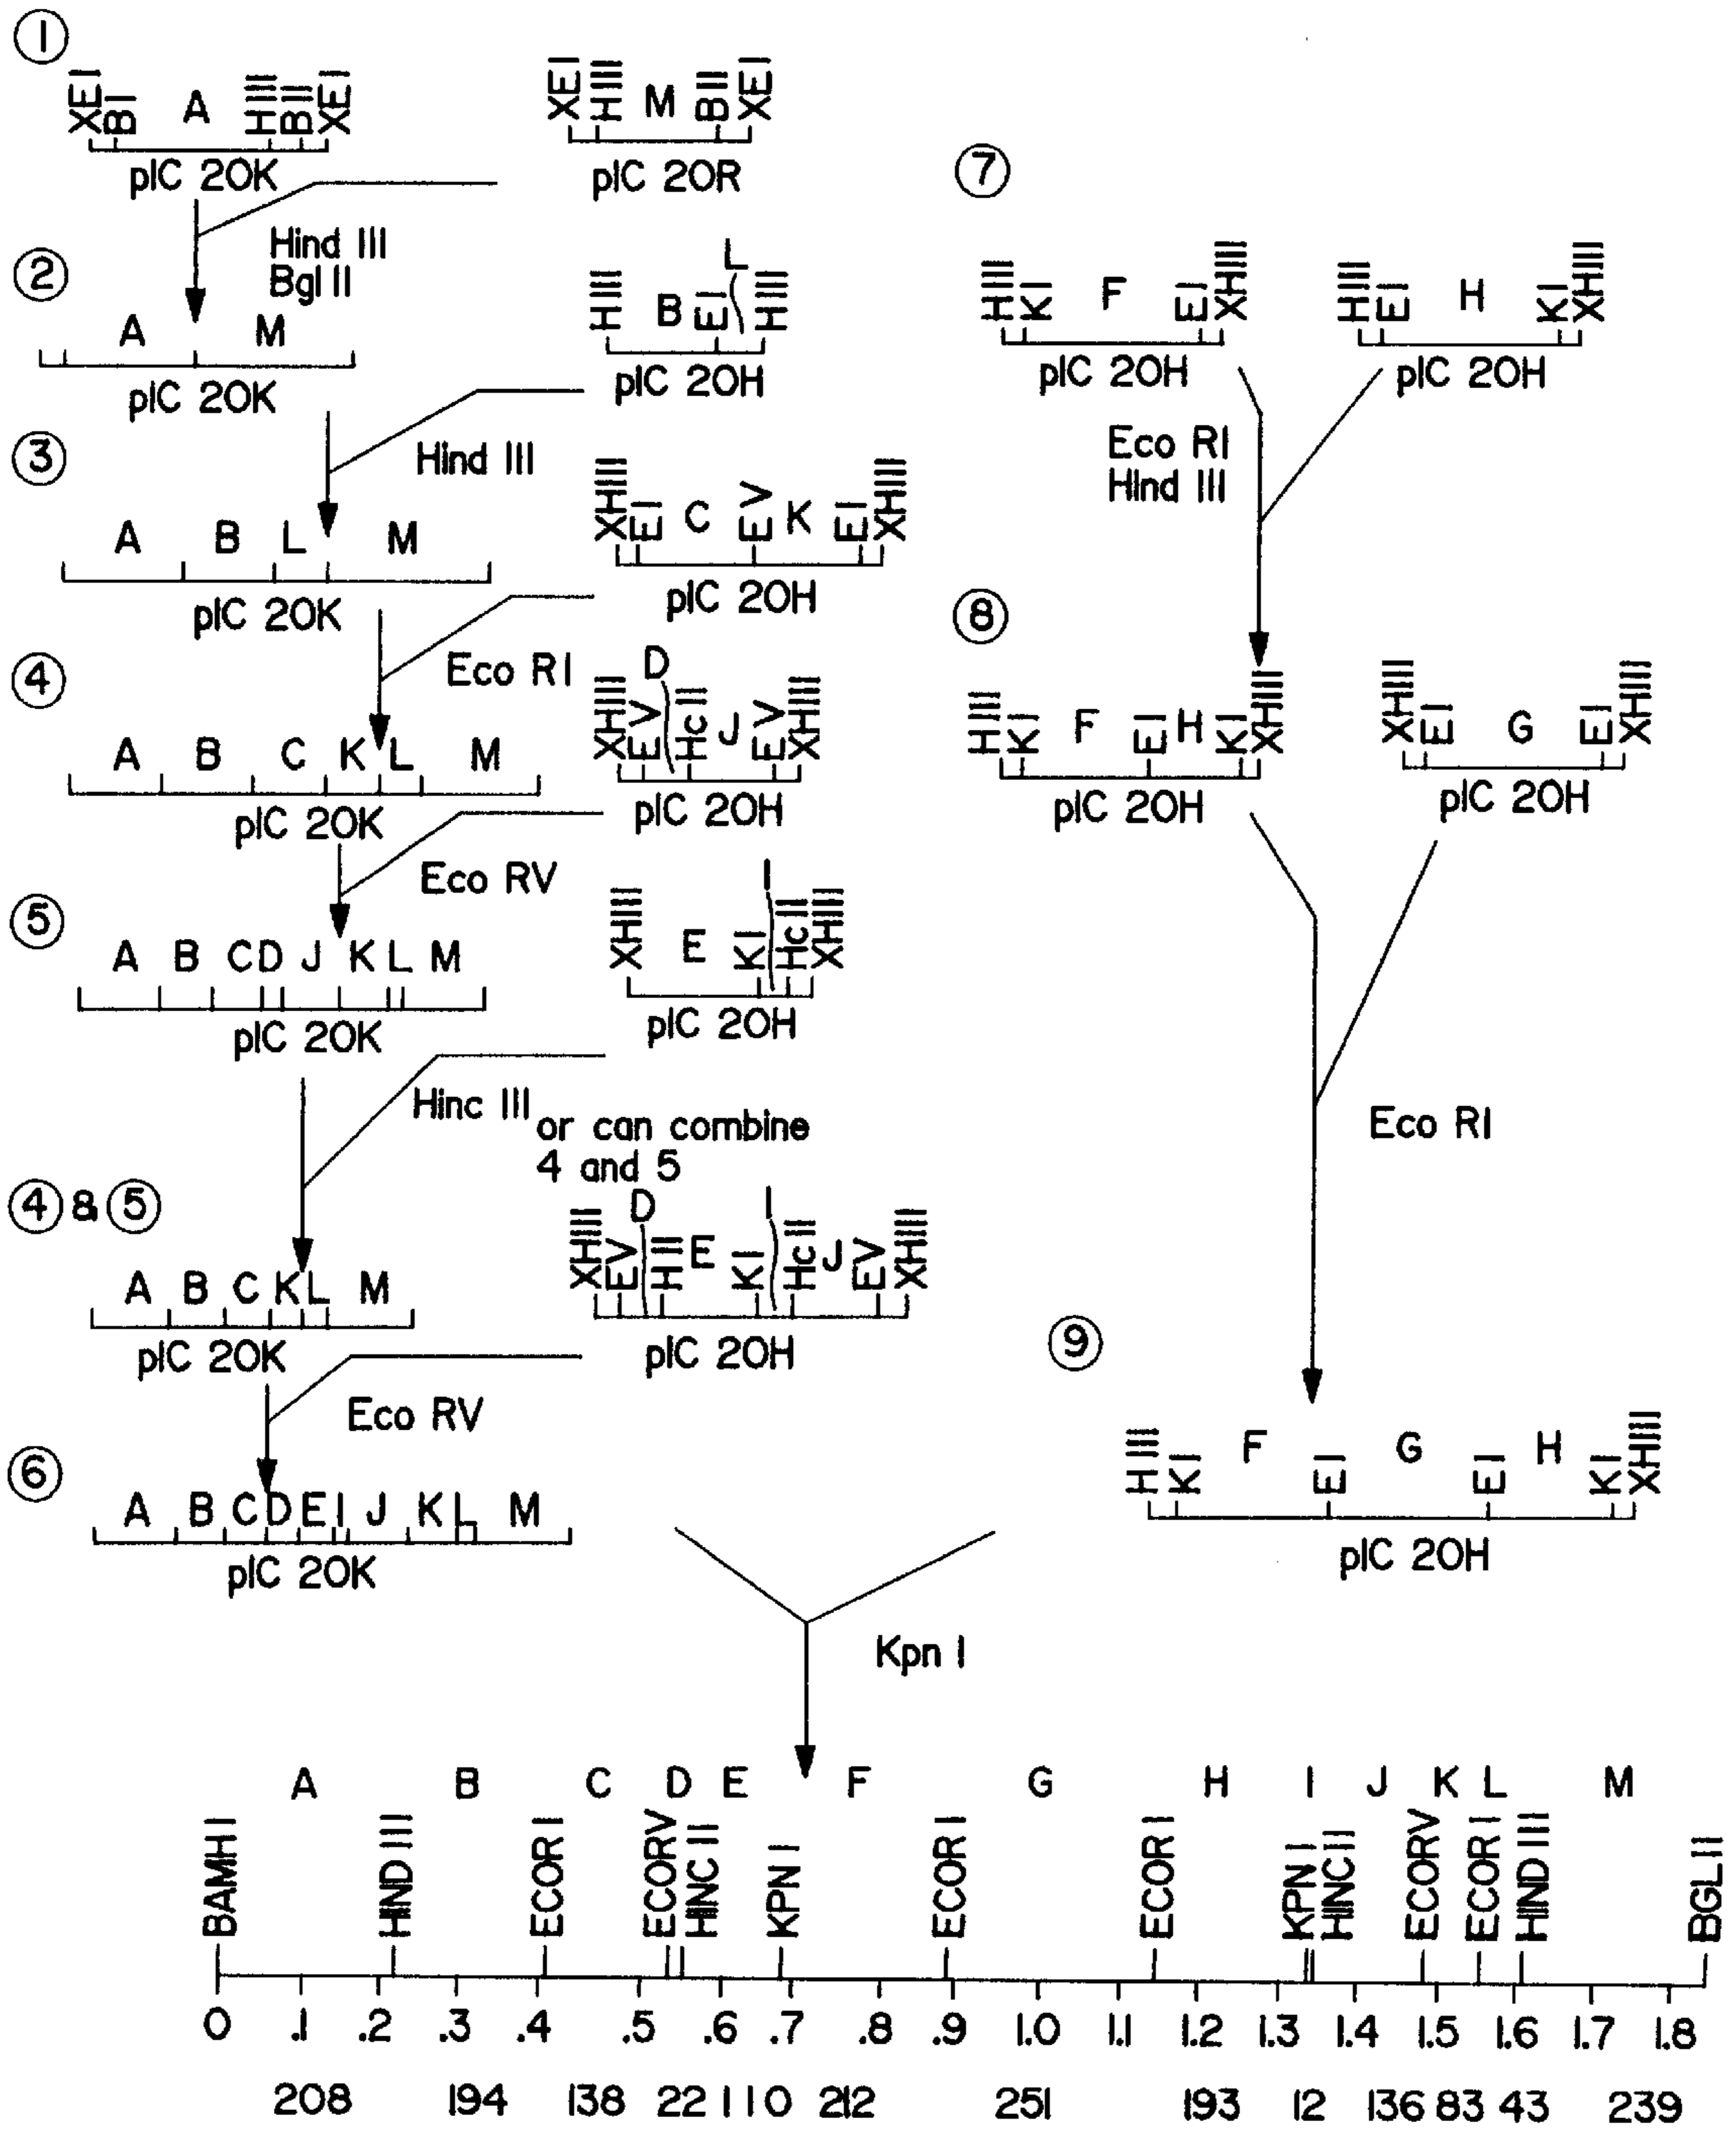 1
XEI BI A HIII BII XEI
pIC 20K
XEI HIII M BII XEI
pIC 20R
Hind III
Bgl II
2
A M
pIC 20K
HIII B EI L HIII
pIC 20H
Hind III
3
A B L M
pIC 20K
XHIII EI C EV K EI XHIII
pIC 20H
Eco RI
4
A B C K L M
pIC 20K
XHIII EV D HcII J EV XHIII
pIC 20H
Eco RV
5
A B C D J K L M
pIC 20K
XHIII E KI I HcII XHIII
pIC 20H
Hinc III
or can combine
4 and 5
4 & 5
A B C K L M
pIC 20K
XHIII EV D HII E KI I HcII J EV XHIII
pIC 20H
Eco RV
6
A B C D E I J K L M
pIC 20K
7
HIII KI F EI XHIII
pIC 20H
HIII EI H KI XHIII
pIC 20H
Eco RI
HInd III
8
HIII KI F EI H KI XHIII
pIC 20H
XHIII EI G EI XHIII
pIC 20H
Eco RI
9
HIII KI F EI G EI H KI XHIII
pIC 20H
Kpn I
A B C D E F G H I J K L M
BAMH I HIND III ECOR I ECORV HINC II KPN I ECOR I ECOR I KPN I HINC II ECORV ECOR I HIND III BGL II
0 .1 .2 .3 .4 .5 .6 .7 .8 .9 1.0 1.1 1.2 1.3 1.4 1.5 1.6 1.7 1.8
208 194 138 22 110 212 251 193 12 136 83 43 239